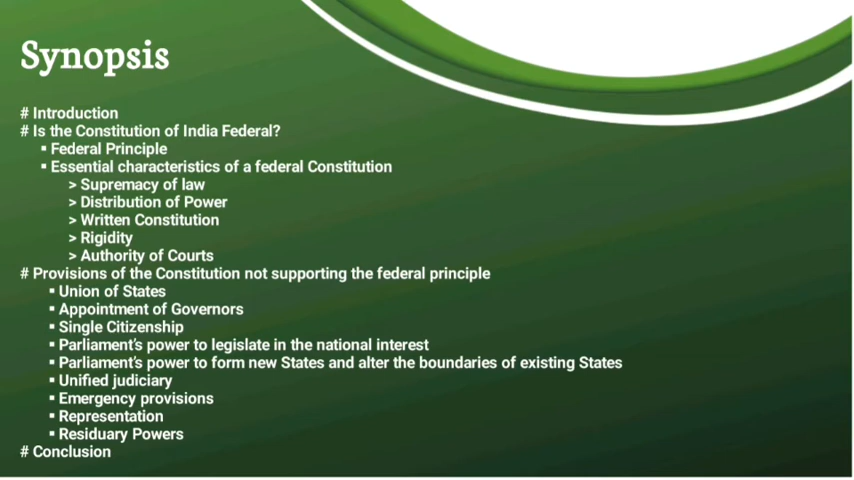 Synopsis
# Introduction
# Is the Constitution of India Federal?
▪ Federal Principle
▪ Essential characteristics of a federal Constitution
> Supremacy of law
> Distribution of Power
> Written Constitution
> Rigidity
> Authority of Courts
# Provisions of the Constitution not supporting the federal principle
▪ Union of States
▪ Appointment of Governors
▪ Single Citizenship
▪ Parliament's power to legislate in the national interest
▪ Parliament's power to form new States and alter the boundaries of existing States
▪ Unified judiciary
▪ Emergency provisions
▪ Representation
▪ Residuary Powers
# Conclusion